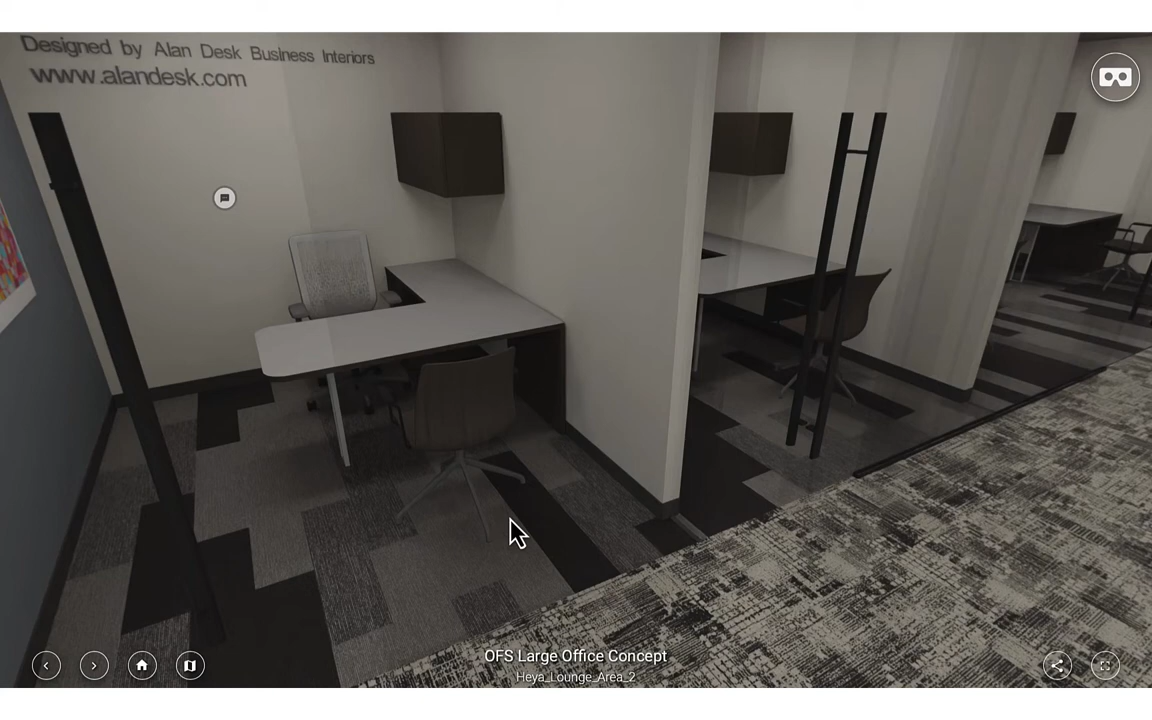 Designed by Alan Desk Business Interiors
www.alandesk.com
OFS Large Office Concept
Heya_Lounge_Area_2